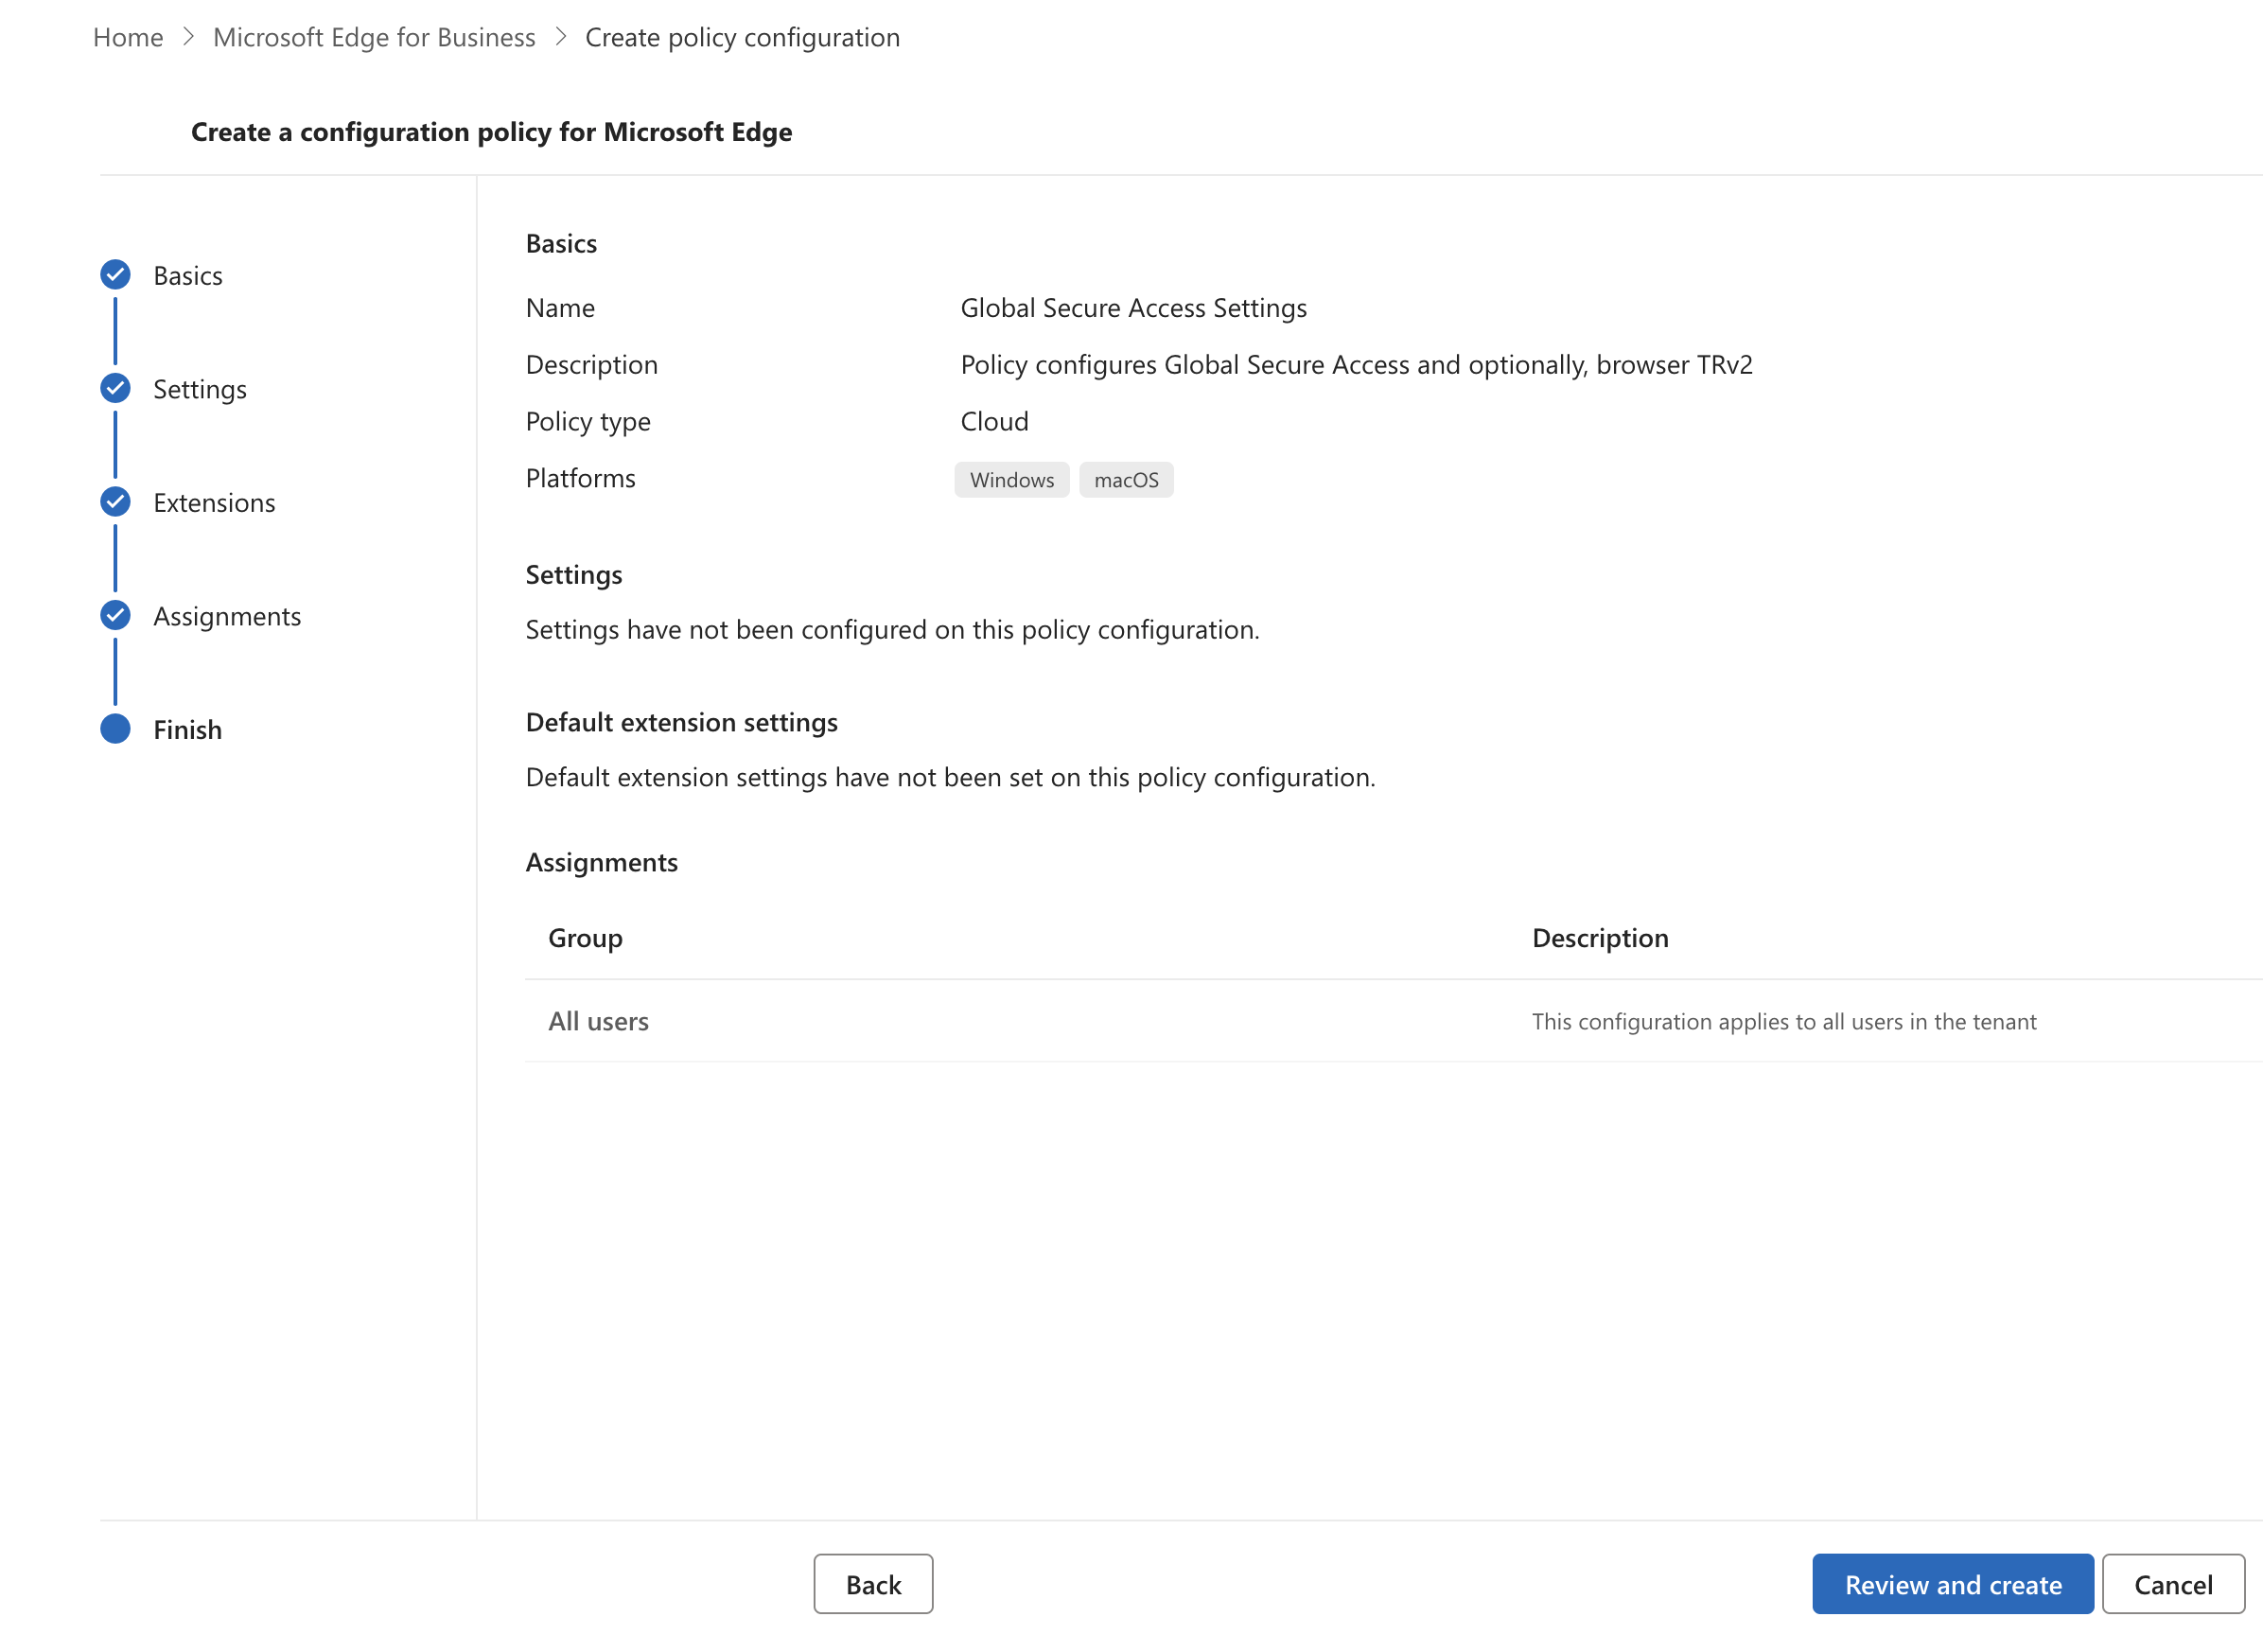 Home > Microsoft Edge for Business > Create policy configuration
Create a configuration policy for Microsoft Edge
Basics
Settings
Extensions
Assignments
Finish
Basics
Name Global Secure Access Settings
Description Policy configures Global Secure Access and optionally, browser TRv2
Policy type Cloud
Platforms Windows macOS
Settings
Settings have not been configured on this policy configuration.
Default extension settings
Default extension settings have not been set on this policy configuration.
Assignments
Group Description
All users This configuration applies to all users in the tenant
Back Review and create Cancel